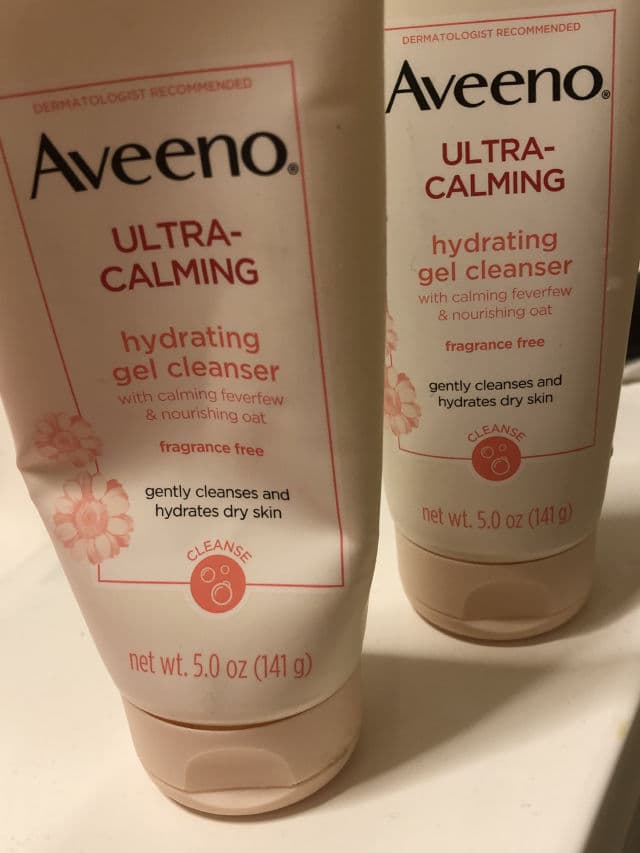 DERMATOLOGIST RECOMMENDED
Aveeno®
ULTRA-
CALMING
hydrating
gel cleanser
with calming feverfew
& nourishing oat
fragrance free
gently cleanses and
hydrates dry skin
CLEANSE
net wt. 5.0 oz (141 g)
DERMATOLOGIST RECOMMENDED
Aveeno®
ULTRA-
CALMING
hydrating
gel cleanser
with calming feverfew
& nourishing oat
fragrance free
gently cleanses and
hydrates dry skin
CLEANSE
net wt. 5.0 oz (141 g)